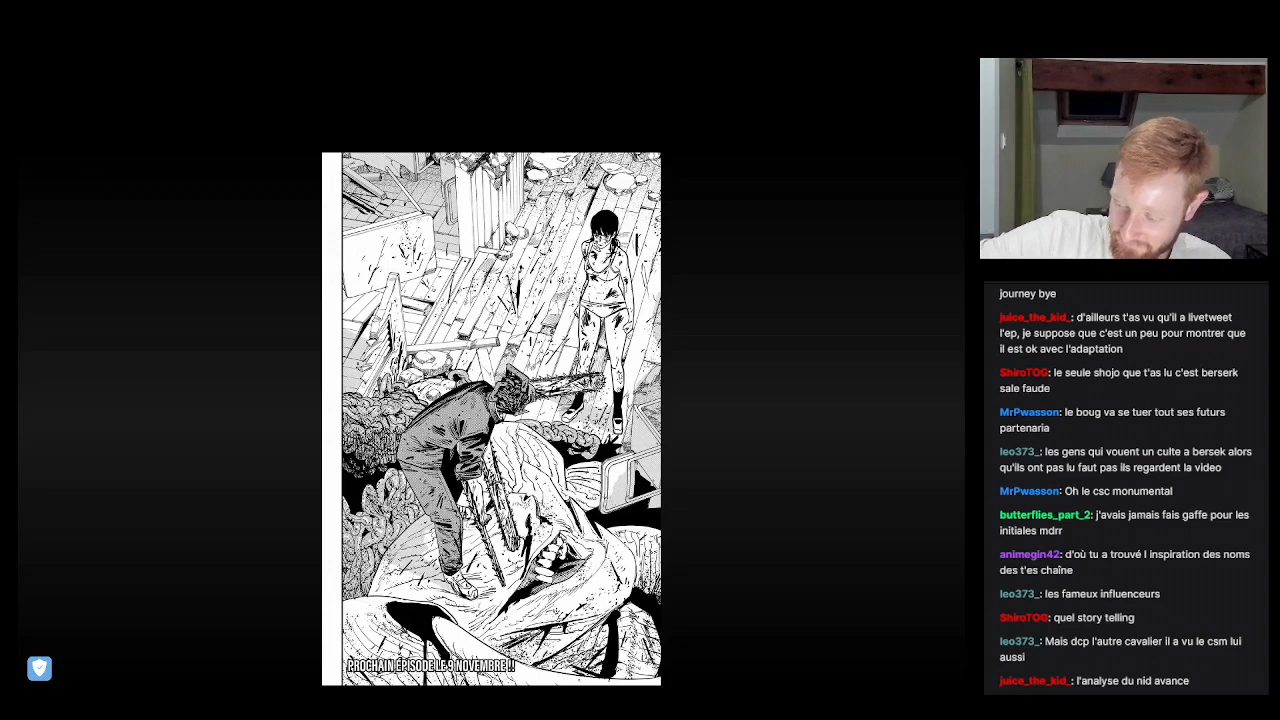 journey bye
juice_the_kid_: d'ailleurs t'as vu qu'il a livetweet
l'ep, je suppose que c'est un peu pour montrer que
il est ok avec l'adaptation
ShiroTOG: le seule shojo que t'as lu c'est berserk
sale faude
MrPwasson: le boug va se tuer tout ses futurs
partenaria
leo373_: les gens qui vouent un culte a bersek alors
qu'ils ont pas lu faut pas ils regardent la video
MrPwasson: Oh le csc monumental
butterflies_part_2: j'avais jamais fais gaffe pour les
initiales mdrr
animegin42: d'où tu a trouvé l inspiration des noms
des t'es chaîne
leo373_: les fameux influenceurs
ShiroTOG: quel story telling
leo373_: Mais dcp l'autre cavalier il a vu le csm lui
aussi
juice_the_kid_: l'analyse du nid avance
PROCHAIN ÉPISODE LE 9 NOVEMBRE !!